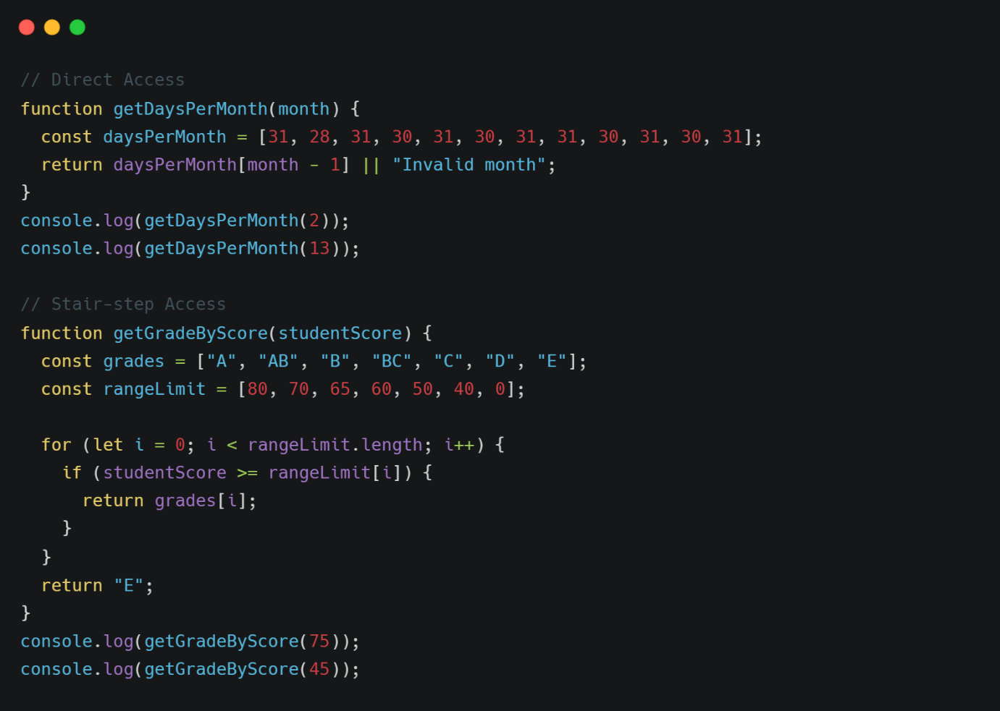 // Direct Access
function getDaysPerMonth(month) {
  const daysPerMonth = [31, 28, 31, 30, 31, 30, 31, 31, 30, 31, 30, 31];
  return daysPerMonth[month - 1] || "Invalid month";
}
console.log(getDaysPerMonth(2));
console.log(getDaysPerMonth(13));

// Stair-step Access
function getGradeByScore(studentScore) {
  const grades = ["A", "AB", "B", "BC", "C", "D", "E"];
  const rangeLimit = [80, 70, 65, 60, 50, 40, 0];

  for (let i = 0; i < rangeLimit.length; i++) {
    if (studentScore >= rangeLimit[i]) {
      return grades[i];
    }
  }
  return "E";
}
console.log(getGradeByScore(75));
console.log(getGradeByScore(45));